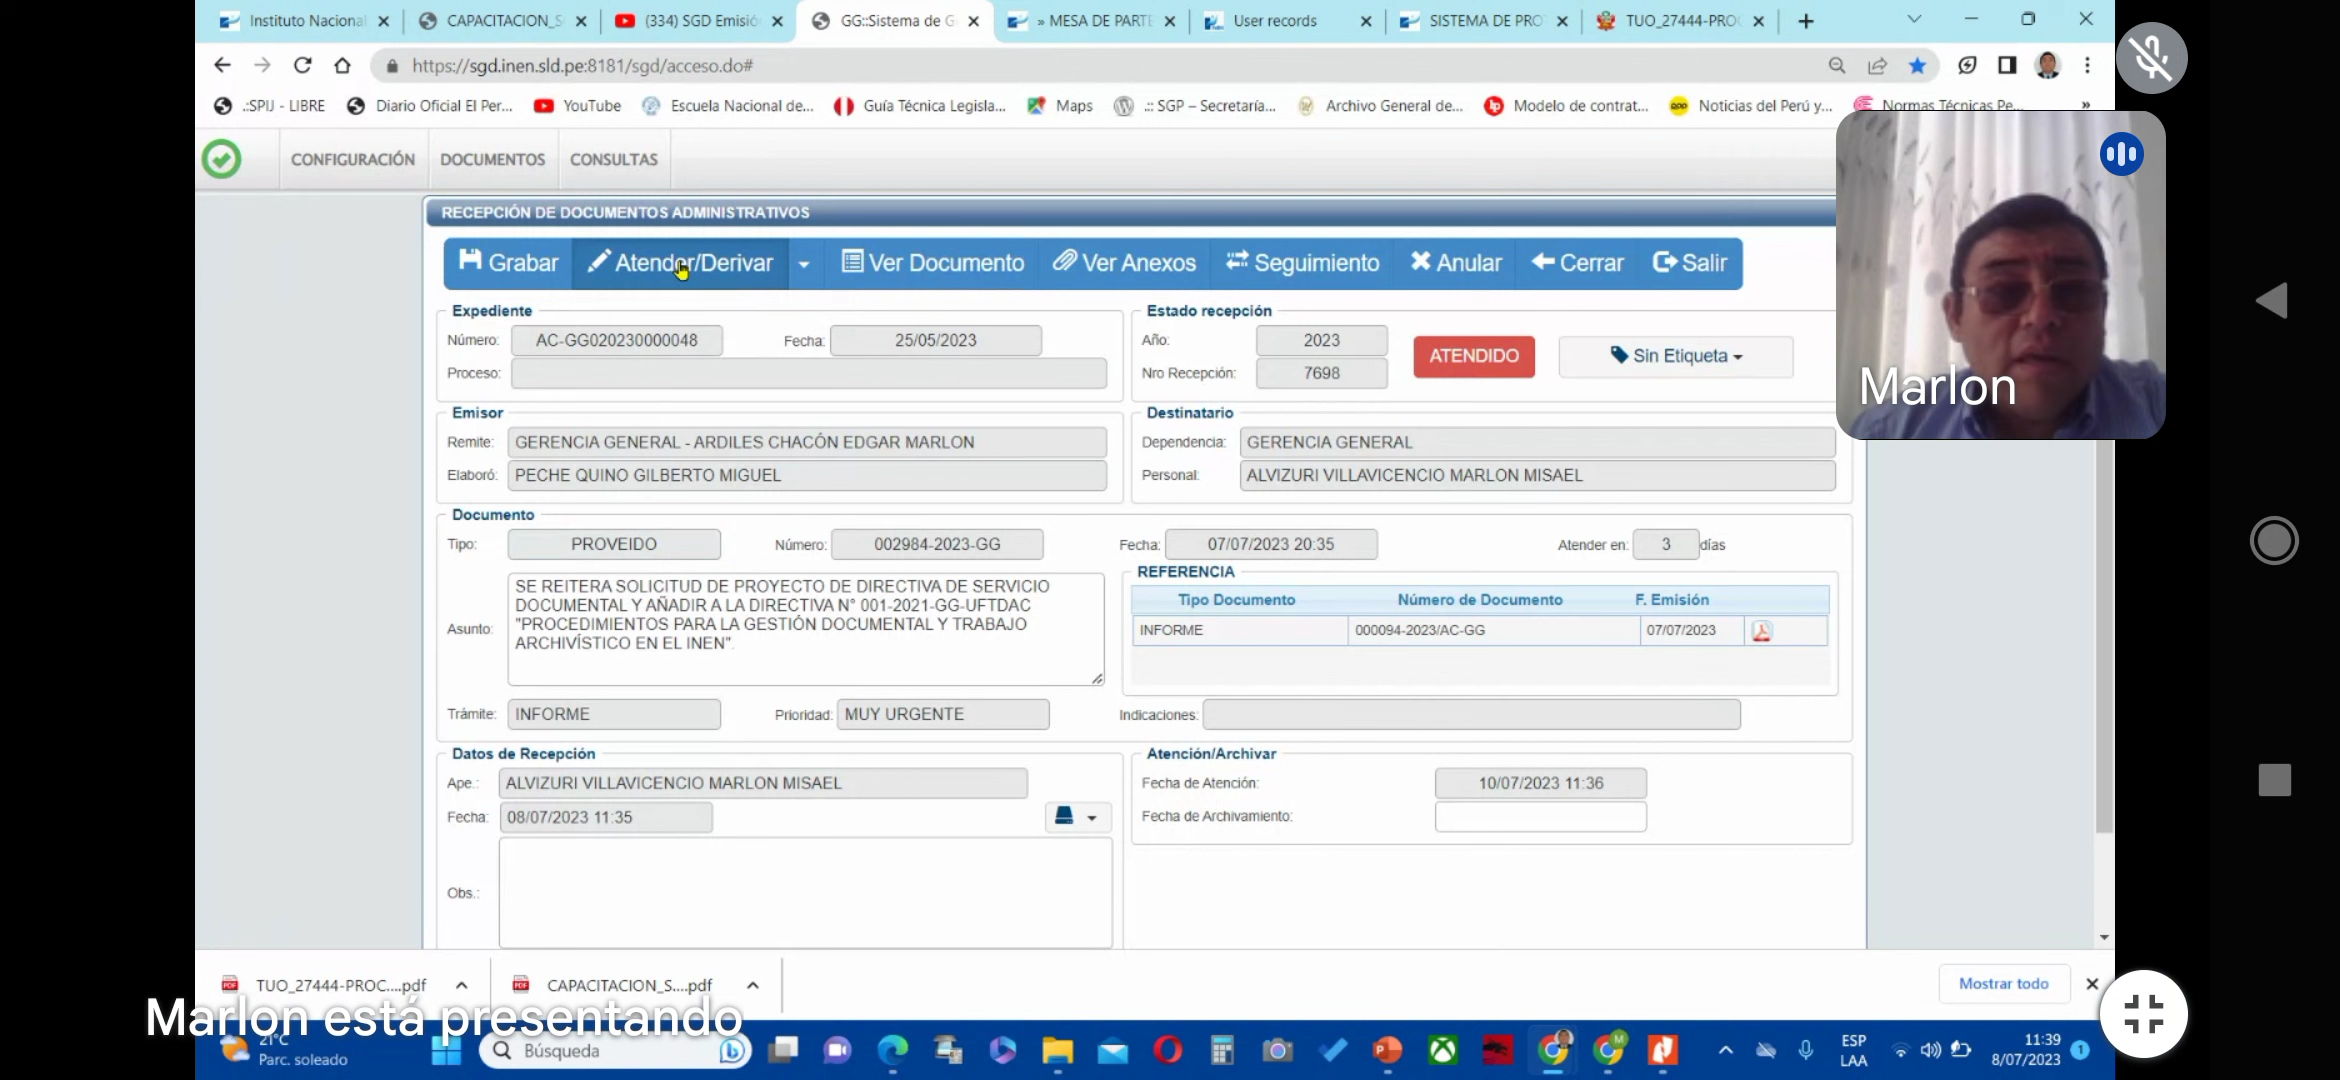 Instituto Nacional
CAPACITACION_S
(334) SGD Emisió
GG::Sistema de G
» MESA DE PARTE
User records
SISTEMA DE PRO
TUO_27444-PRO
https://sgd.inen.sld.pe:8181/sgd/acceso.do#
.:SPIJ - LIBRE
Diario Oficial El Per...
YouTube
Escuela Nacional de...
Guía Técnica Legisla...
Maps
.:: SGP – Secretaría...
Archivo General de...
Modelo de contrat...
Noticias del Perú y...
Normas Técnicas Pe...
»
CONFIGURACIÓN DOCUMENTOS CONSULTAS
RECEPCIÓN DE DOCUMENTOS ADMINISTRATIVOS
Grabar Atender/Derivar Ver Documento Ver Anexos Seguimiento Anular Cerrar Salir
Expediente
Número: AC-GG020230000048 Fecha: 25/05/2023
Proceso:
Estado recepción
Año: 2023
Nro Recepción: 7698
ATENDIDO
Sin Etiqueta
Marlon
Emisor
Remite: GERENCIA GENERAL - ARDILES CHACÓN EDGAR MARLON
Elaboró: PECHE QUINO GILBERTO MIGUEL
Destinatario
Dependencia: GERENCIA GENERAL
Personal: ALVIZURI VILLAVICENCIO MARLON MISAEL
Documento
Tipo: PROVEIDO Número: 002984-2023-GG Fecha: 07/07/2023 20:35 Atender en: 3 días
Asunto:
SE REITERA SOLICITUD DE PROYECTO DE DIRECTIVA DE SERVICIO
DOCUMENTAL Y AÑADIR A LA DIRECTIVA N° 001-2021-GG-UFTDAC
"PROCEDIMIENTOS PARA LA GESTIÓN DOCUMENTAL Y TRABAJO
ARCHIVÍSTICO EN EL INEN".
REFERENCIA
Tipo Documento Número de Documento F. Emisión
INFORME 000094-2023/AC-GG 07/07/2023
Trámite: INFORME Prioridad: MUY URGENTE Indicaciones:
Datos de Recepción
Ape.: ALVIZURI VILLAVICENCIO MARLON MISAEL
Fecha: 08/07/2023 11:35
Obs.:
Atención/Archivar
Fecha de Atención: 10/07/2023 11:36
Fecha de Archivamiento:
TUO_27444-PROC....pdf
CAPACITACION_S....pdf
Mostrar todo
Marlon está presentando
21°C
Parc. soleado
Búsqueda
ESP
LAA
11:39
8/07/2023
1